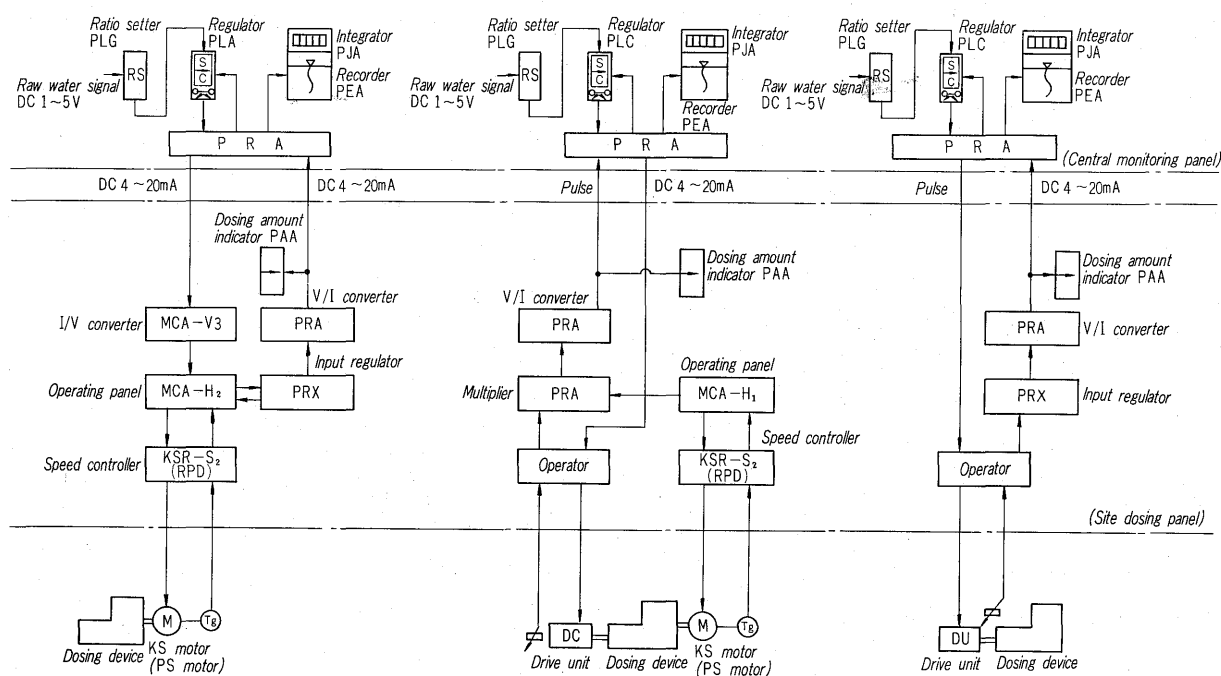 Ratio setter
PLG
Regulator
PLA
Integrator
PJA
Recorder
PEA
RS
S
C
Raw water signal
DC 1~5V
P R A
DC 4~20mA
DC 4~20mA
Dosing amount
indicator PAA
V/I converter
I/V converter
MCA-V3
PRA
Input regulator
Operating panel
MCA-H₂
PRX
Speed controller
KSR-S₂
(RPD)
M
Tg
Dosing device
KS motor
(PS motor)
Ratio setter
PLG
Regulator
PLC
Integrator
PJA
Recorder
PEA
RS
S
C
Raw water signal
DC 1~5V
P R A
Pulse
DC 4~20mA
Dosing amount
indicator PAA
V/I converter
PRA
Operating panel
Multiplier
PRA
MCA-H₁
Speed controller
Operator
KSR-S₂
(RPD)
DC
M
Tg
Drive unit
Dosing device
KS motor
(PS motor)
Ratio setter
PLG
Regulator
PLC
Integrator
PJA
Recorder
PEA
RS
S
C
Raw water signal
DC 1~5V
P R A
(Central monitoring panel)
Pulse
DC 4~20mA
Dosing amount
indicator PAA
PRA
V/I converter
PRX
Input regulator
Operator
(Site dosing panel)
DU
Drive unit
Dosing device